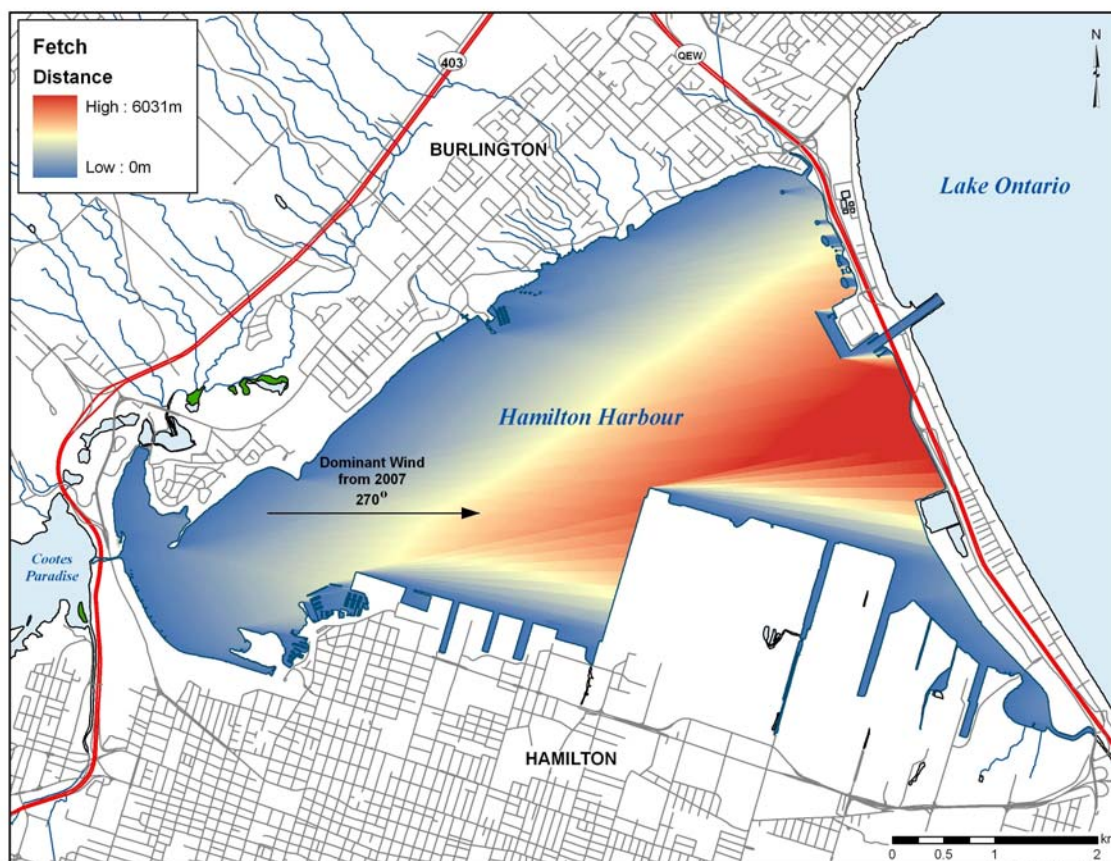 Fetch
Distance
High : 6031m
Low : 0m
403
QEW
N
BURLINGTON
Lake Ontario
Hamilton Harbour
Dominant Wind
from 2007
270°
Cootes
Paradise
HAMILTON
km
0 0.5 1 2